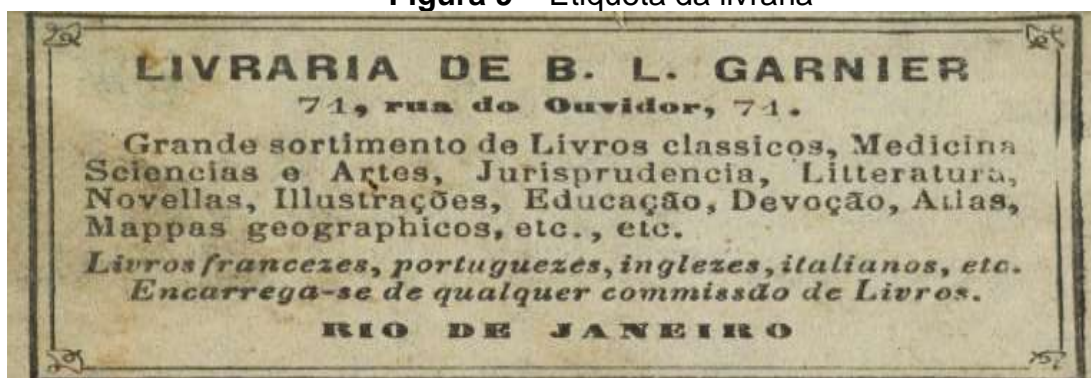 Etiqueta da livraria
LIVRARIA DE B. L. GARNIER
71, rua do Ouvidor, 71.
Grande sortimento de Livros classicos, Medicina
Sciencias e Artes, Jurisprudencia, Litteratura,
Novellas, Illustrações, Educação, Devoção, Atlas,
Mappas geographicos, etc., etc.
Livros francezes, portuguezes, inglezes, italianos, etc.
Encarrega-se de qualquer commissão de Livros.
RIO DE JANEIRO